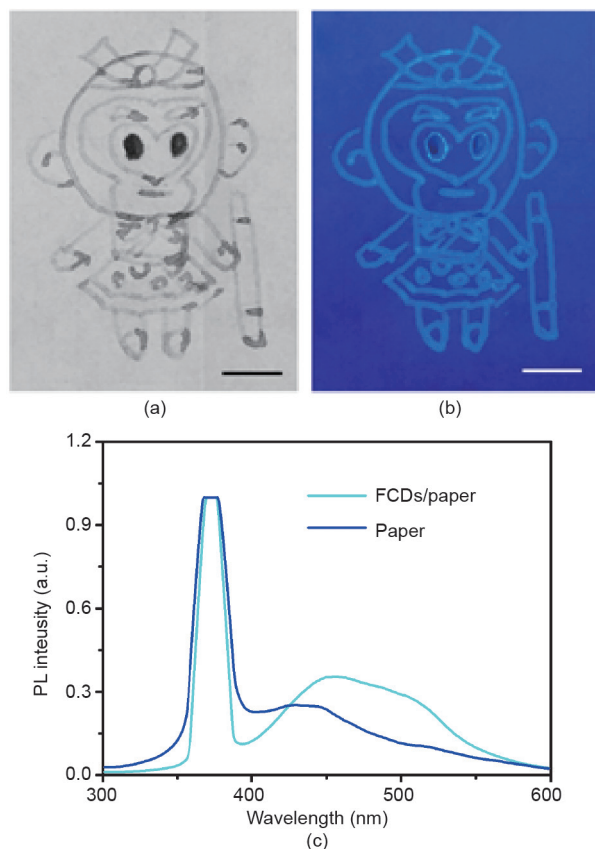 (a) (b)
1.2
0.9
0.6
0.3
0.0
PL inteusity (a.u.)
FCDs/paper
Paper
300 400 500 600
Wavelength (nm)
(c)